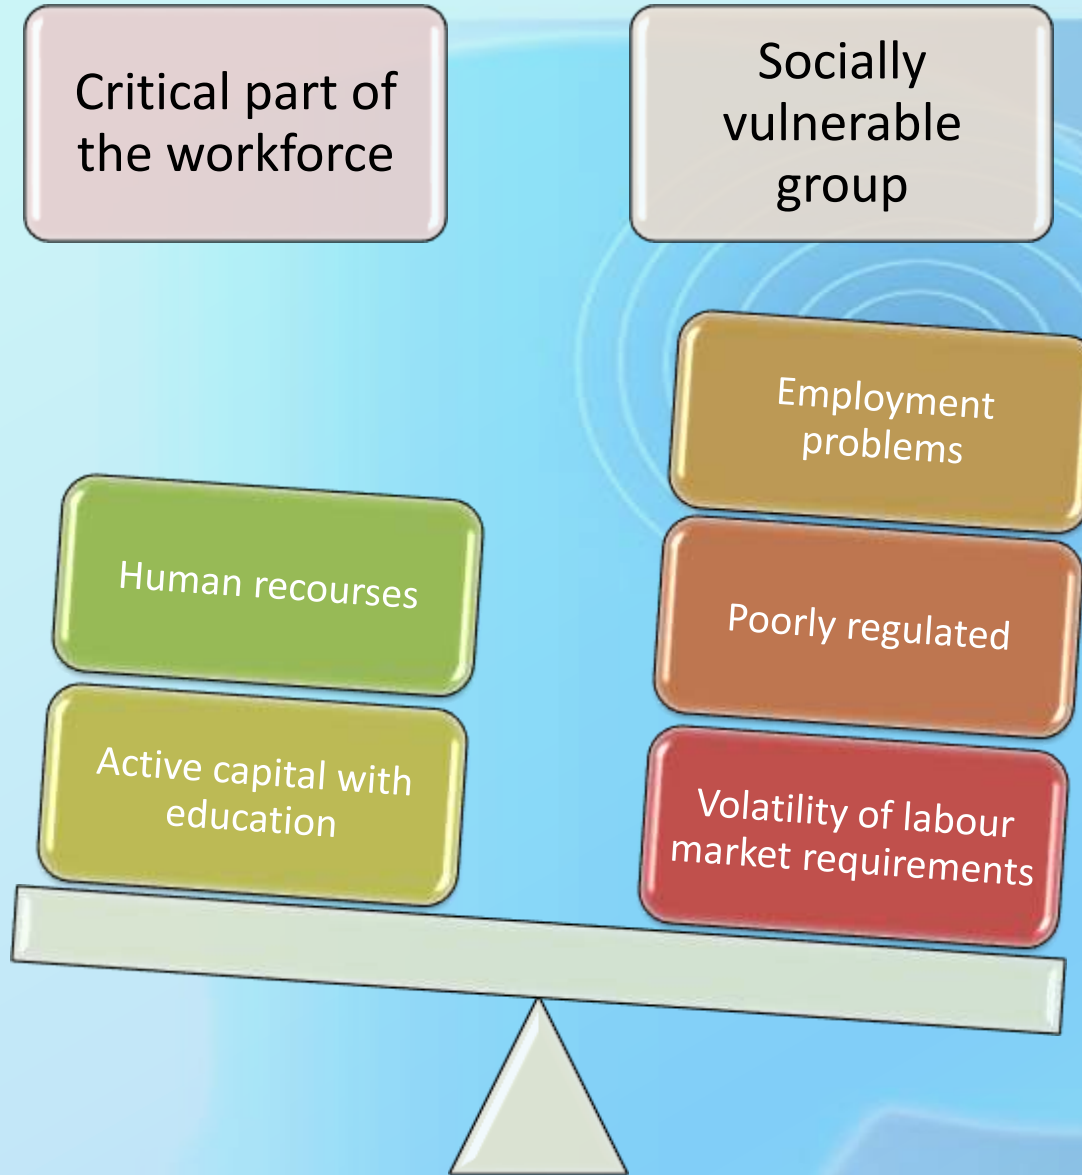 Critical part of
the workforce
Socially
vulnerable
group
Human recourses
Active capital with
education
Employment
problems
Poorly regulated
Volatility of labour
market requirements